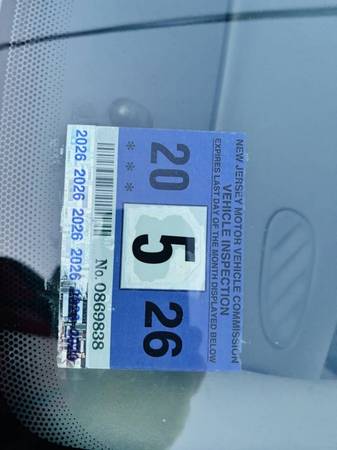 NEW JERSEY MOTOR VEHICLE COMMISSION
VEHICLE INSPECTION
EXPIRES LAST DAY OF THE MONTH DISPLAYED BELOW
20 5 26
***
No. 0869838
2026 2026 2026 2026 2026